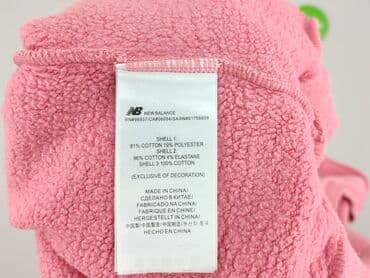 NB NEW BALANCE
SHELL 1:
81% COTTON 19% POLYESTER
SHELL 2:
96% COTTON 4% ELASTANE
SHELL 3:100% COTTON
(EXCLUSIVE OF DECORATION)
MADE IN CHINA/
СДЕЛАНО В КИТАЕ/
FABRICADO NA CHINA/
FABRIQUE EN CHINE/
HERGESTELLT IN CHINA/
HECHO EN CHINA